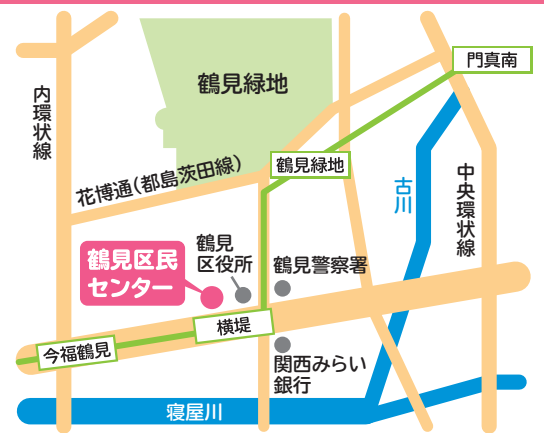 門真南
鶴見緑地
内環状線
鶴見緑地
花博通(都島茨田線)
古川
中央環状線
鶴見
区役所
鶴見区民
センター
鶴見警察署
横堤
今福鶴見
関西みらい
銀行
寝屋川